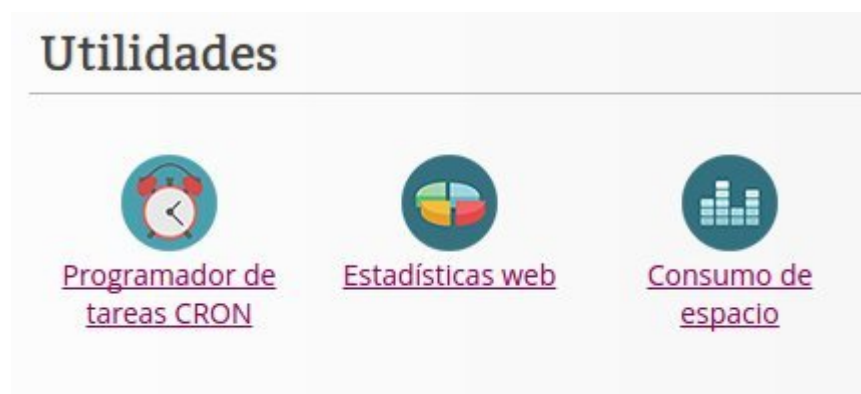 Utilidades
Programador de
tareas CRON
Estadísticas web
Consumo de
espacio